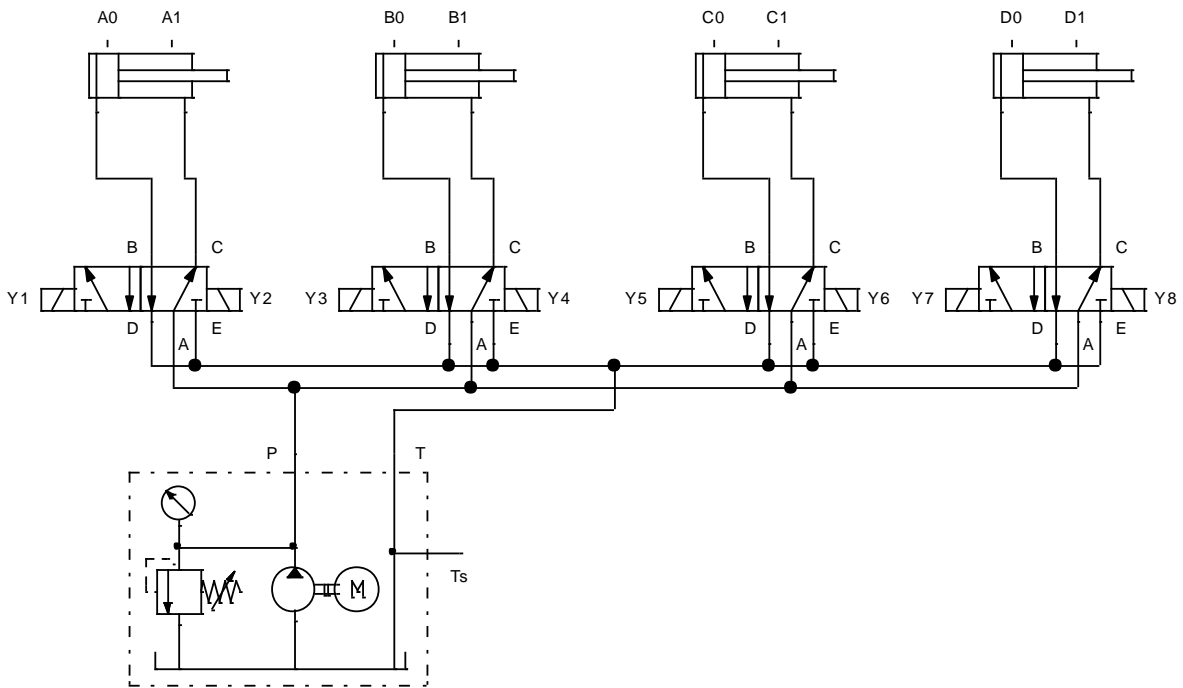 A0 A1 B0 B1 C0 C1 D0 D1
B C B C B C B C
Y1 Y2 Y3 Y4 Y5 Y6 Y7 Y8
D E D E D E D E
A A A A
P T
Ts
M